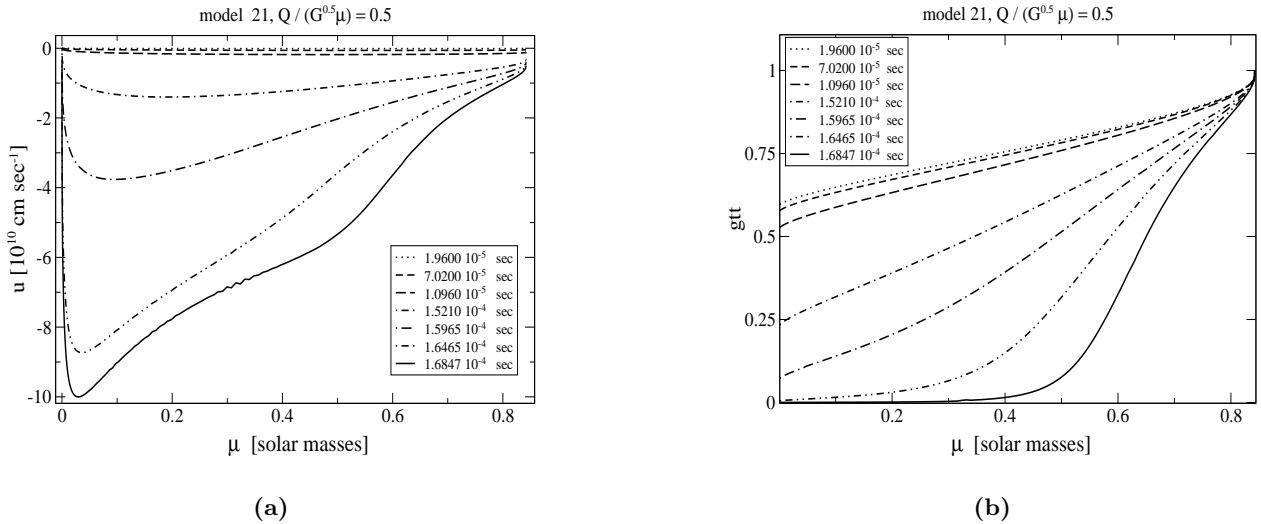 model 21, Q / (G^0.5 μ) = 0.5
0
-2
-4
-6
-8
-10
u [10^10 cm sec^-1]
1.9600 10^-5 sec
7.0200 10^-5 sec
1.0960 10^-5 sec
1.5210 10^-4 sec
1.5965 10^-4 sec
1.6465 10^-4 sec
1.6847 10^-4 sec
0 0.2 0.4 0.6 0.8
μ [solar masses]
(a)
model 21, Q / (G^0.5 μ) = 0.5
1.9600 10^-5 sec
7.0200 10^-5 sec
1.0960 10^-5 sec
1.5210 10^-4 sec
1.5965 10^-4 sec
1.6465 10^-4 sec
1.6847 10^-4 sec
1
0.75
0.5
0.25
0
gtt
0.2 0.4 0.6 0.8
μ [solar masses]
(b)